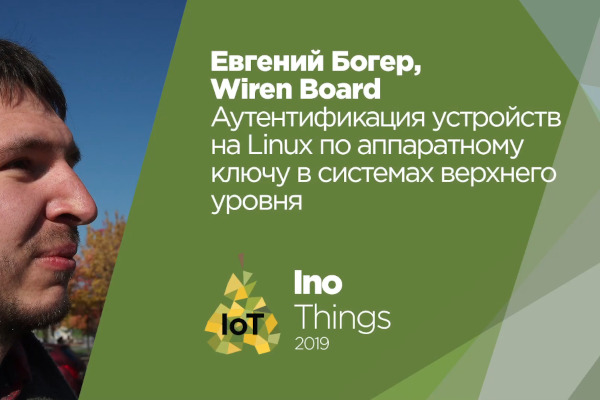 Евгений Богер,
Wiren Board
Аутентификация устройств
на Linux по аппаратному
ключу в системах верхнего
уровня
IoT
Ino
Things
2019